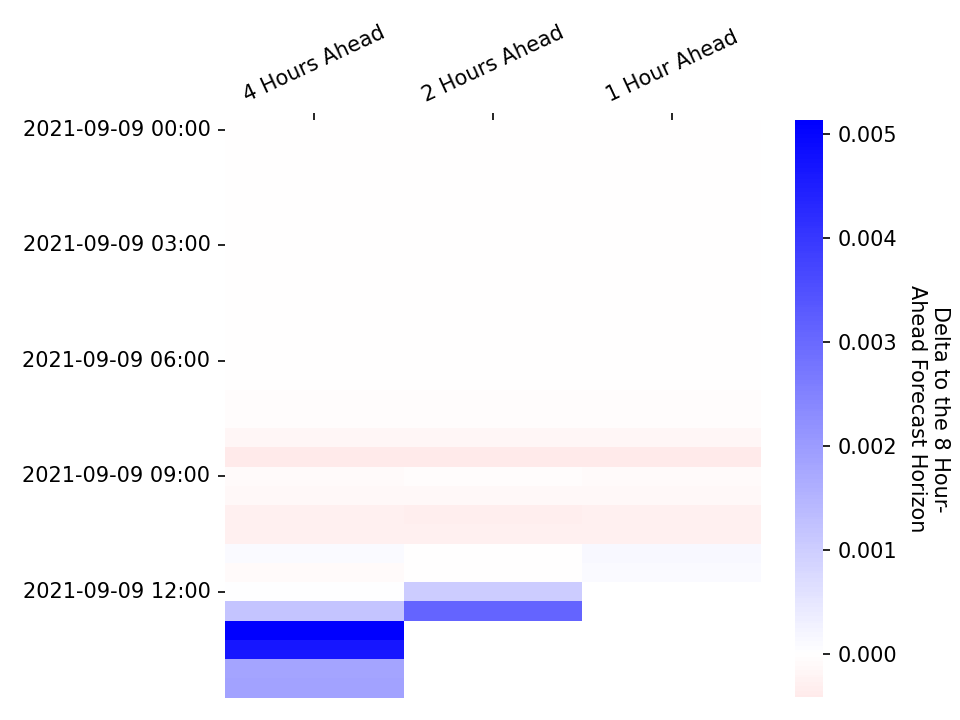 4 Hours Ahead
2 Hours Ahead
1 Hour Ahead
2021-09-09 00:00
2021-09-09 03:00
2021-09-09 06:00
2021-09-09 09:00
2021-09-09 12:00
0.005
0.004
0.003
0.002
0.001
0.000
Delta to the 8 Hour-
Ahead Forecast Horizon